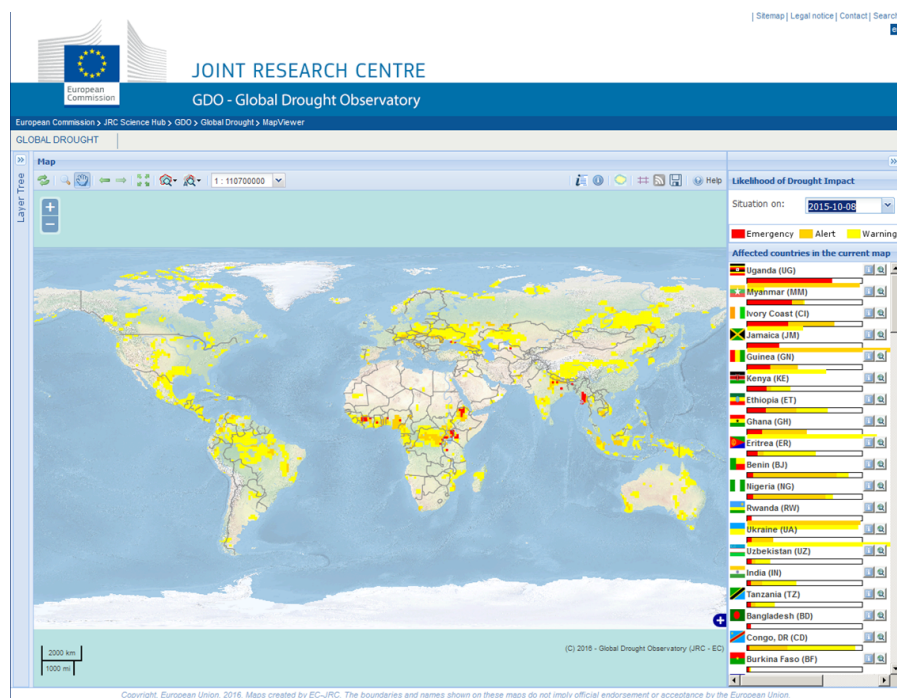 | Sitemap | Legal notice | Contact | Search
European
Commission
JOINT RESEARCH CENTRE
GDO - Global Drought Observatory
European Commission > JRC Science Hub > GDO > Global Drought > MapViewer
GLOBAL DROUGHT
Layer Tree
Map
1 : 110700000
Help
Likelihood of Drought Impact
Situation on:
2015-10-08
Emergency Alert Warning
Affected countries in the current map
Uganda (UG)
Myanmar (MM)
Ivory Coast (CI)
Jamaica (JM)
Guinea (GN)
Kenya (KE)
Ethiopia (ET)
Ghana (GH)
Eritrea (ER)
Benin (BJ)
Nigeria (NG)
Rwanda (RW)
Ukraine (UA)
Uzbekistan (UZ)
India (IN)
Tanzania (TZ)
Bangladesh (BD)
Congo, DR (CD)
Burkina Faso (BF)
2000 km
1000 mi
(C) 2016 - Global Drought Observatory (JRC - EC)
Copyright, European Union, 2016. Maps created by EC-JRC. The boundaries and names shown on these maps do not imply official endorsement or acceptance by the European Union.